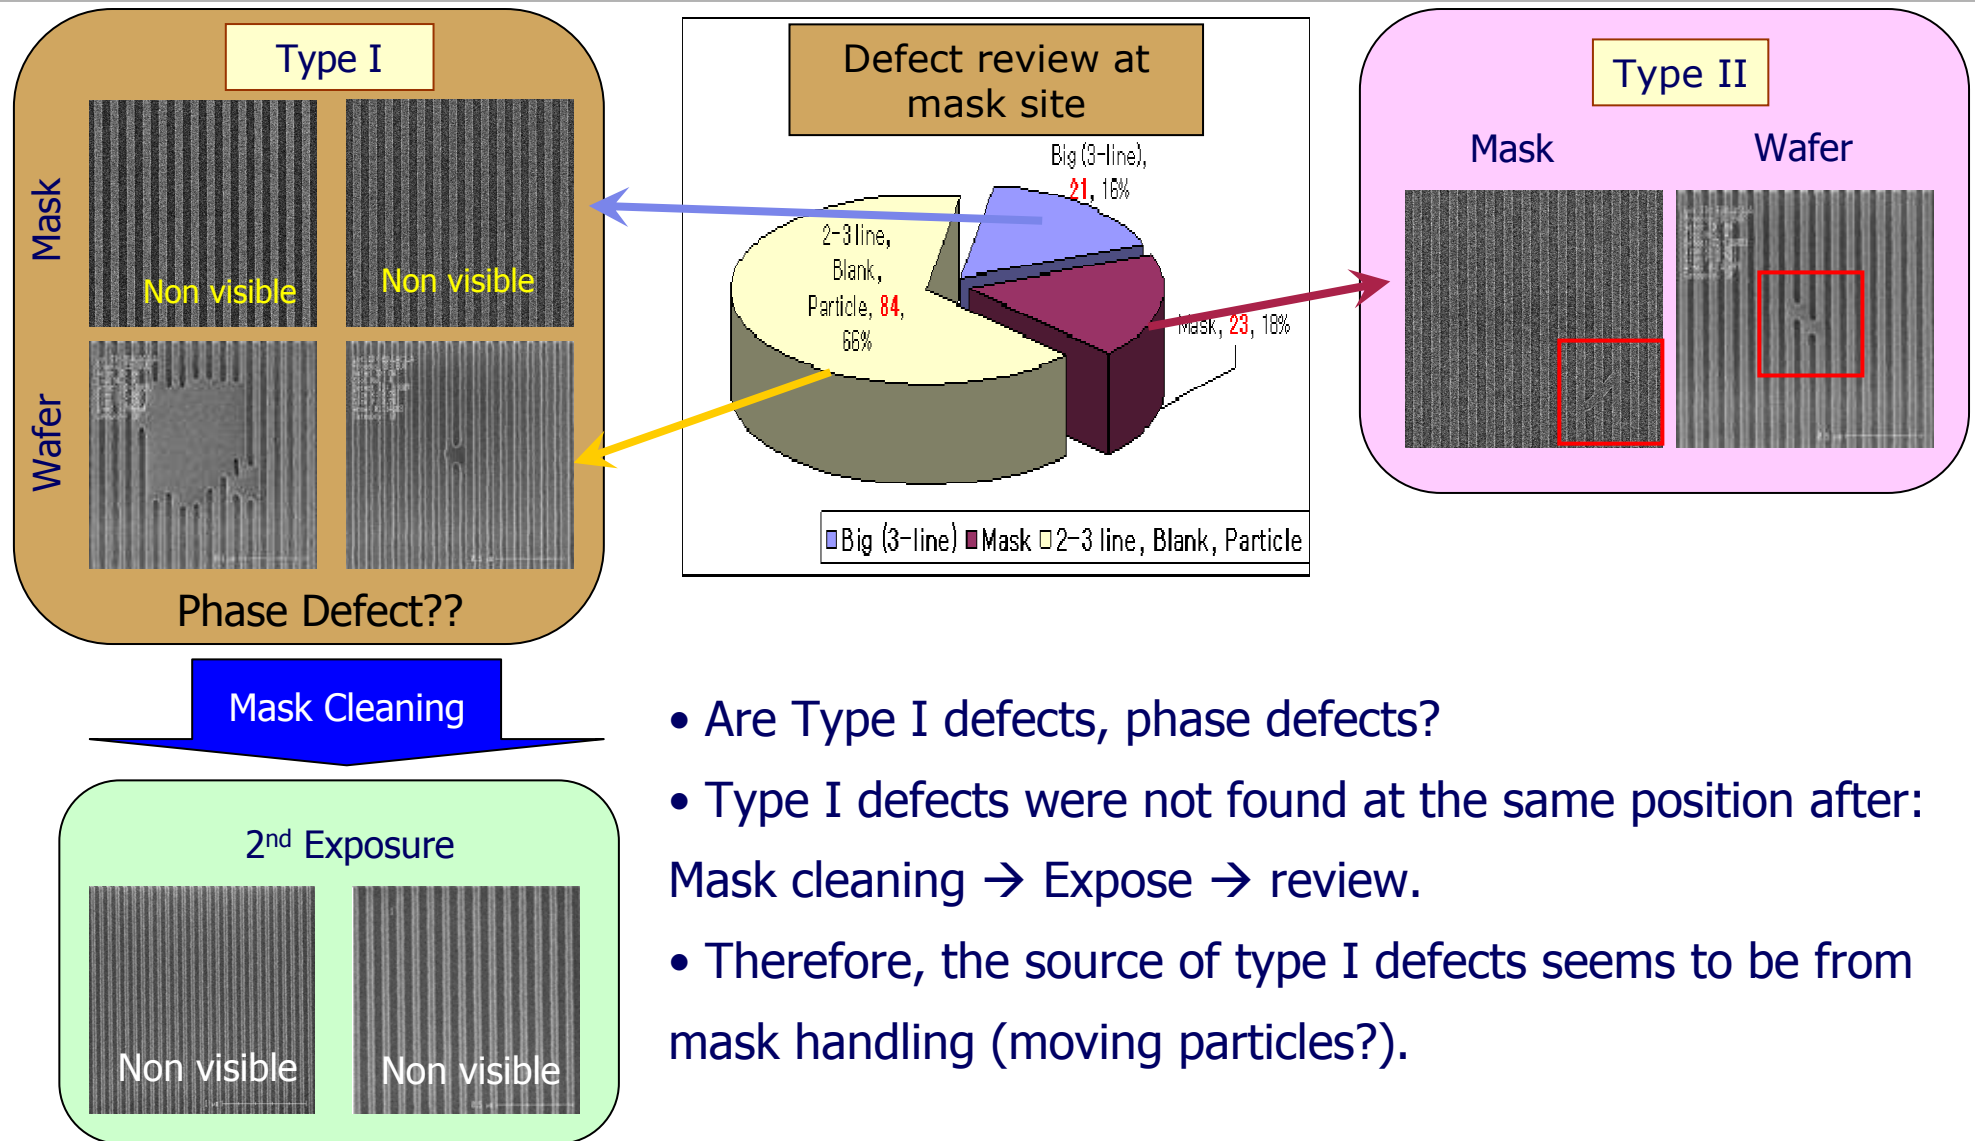 Type I
Mask
Non visible
Non visible
Wafer
Phase Defect??
Mask Cleaning
2nd Exposure
Non visible
Non visible
Defect review at
mask site
Big (3-line),
21, 16%
2-3 line,
Blank,
Particle, 84,
66%
Mask, 23, 18%
Big (3-line) Mask 2-3 line, Blank, Particle
Type II
Mask Wafer
• Are Type I defects, phase defects?
• Type I defects were not found at the same position after:
Mask cleaning → Expose → review.
• Therefore, the source of type I defects seems to be from
mask handling (moving particles?).